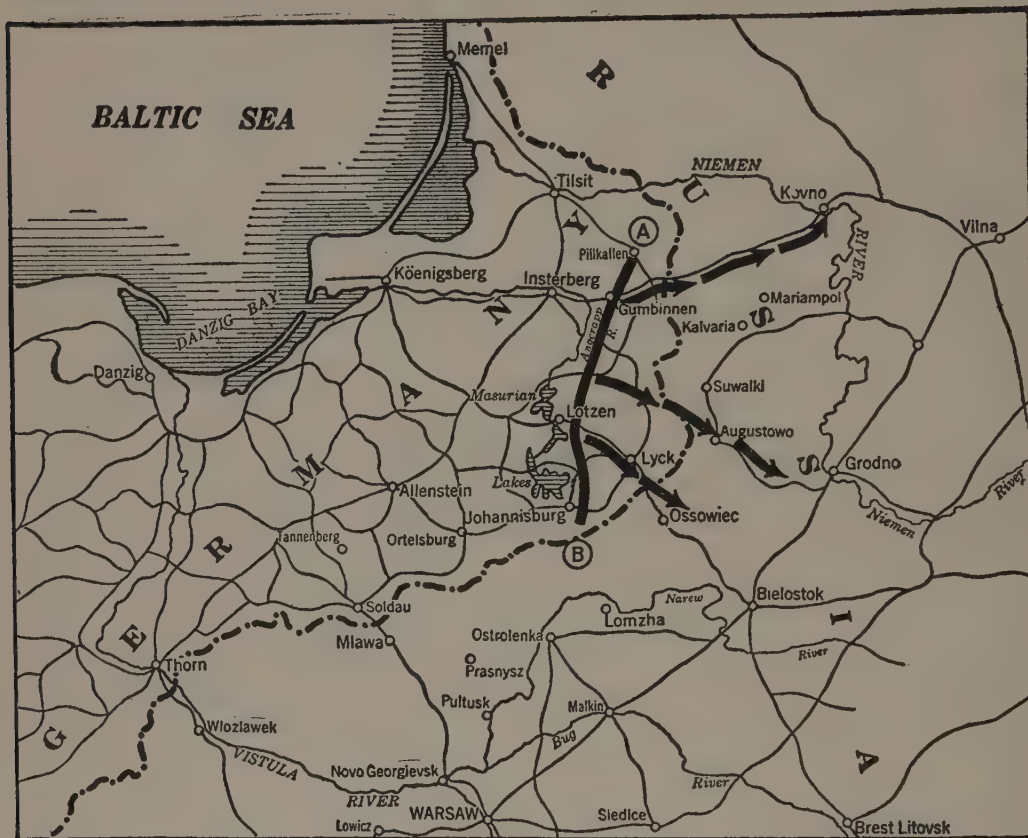 Memel
BALTIC SEA
R
NIEMEN
Tilsit
U
Kovno
Vilna
Y
A
Pillkallen
RIVER
Köenigsberg
Insterberg
Gumbinnen
Mariampol
DANZIG BAY
N
Angerapp
R.
Kalvaria
S
Danzig
Suwalki
Masurian
A
Lotzen
Augustowo
M
Lyck
S
Grodno
Lakes
Allenstein
River
Johannisburg
Ossowiec
Niemen
Tannenberg
Ortelsburg
R
B
Soldau
Narew
Bielostok
I
Lomzha
E
Mlawa
Ostrolenka
River
Thorn
Prasnysz
Pultusk
Malkin
G
Wlozlawek
Bug
A
VISTULA
Novo Georgievsk
River
RIVER
WARSAW
Siedlce
Lowicz
Brest Litovsk